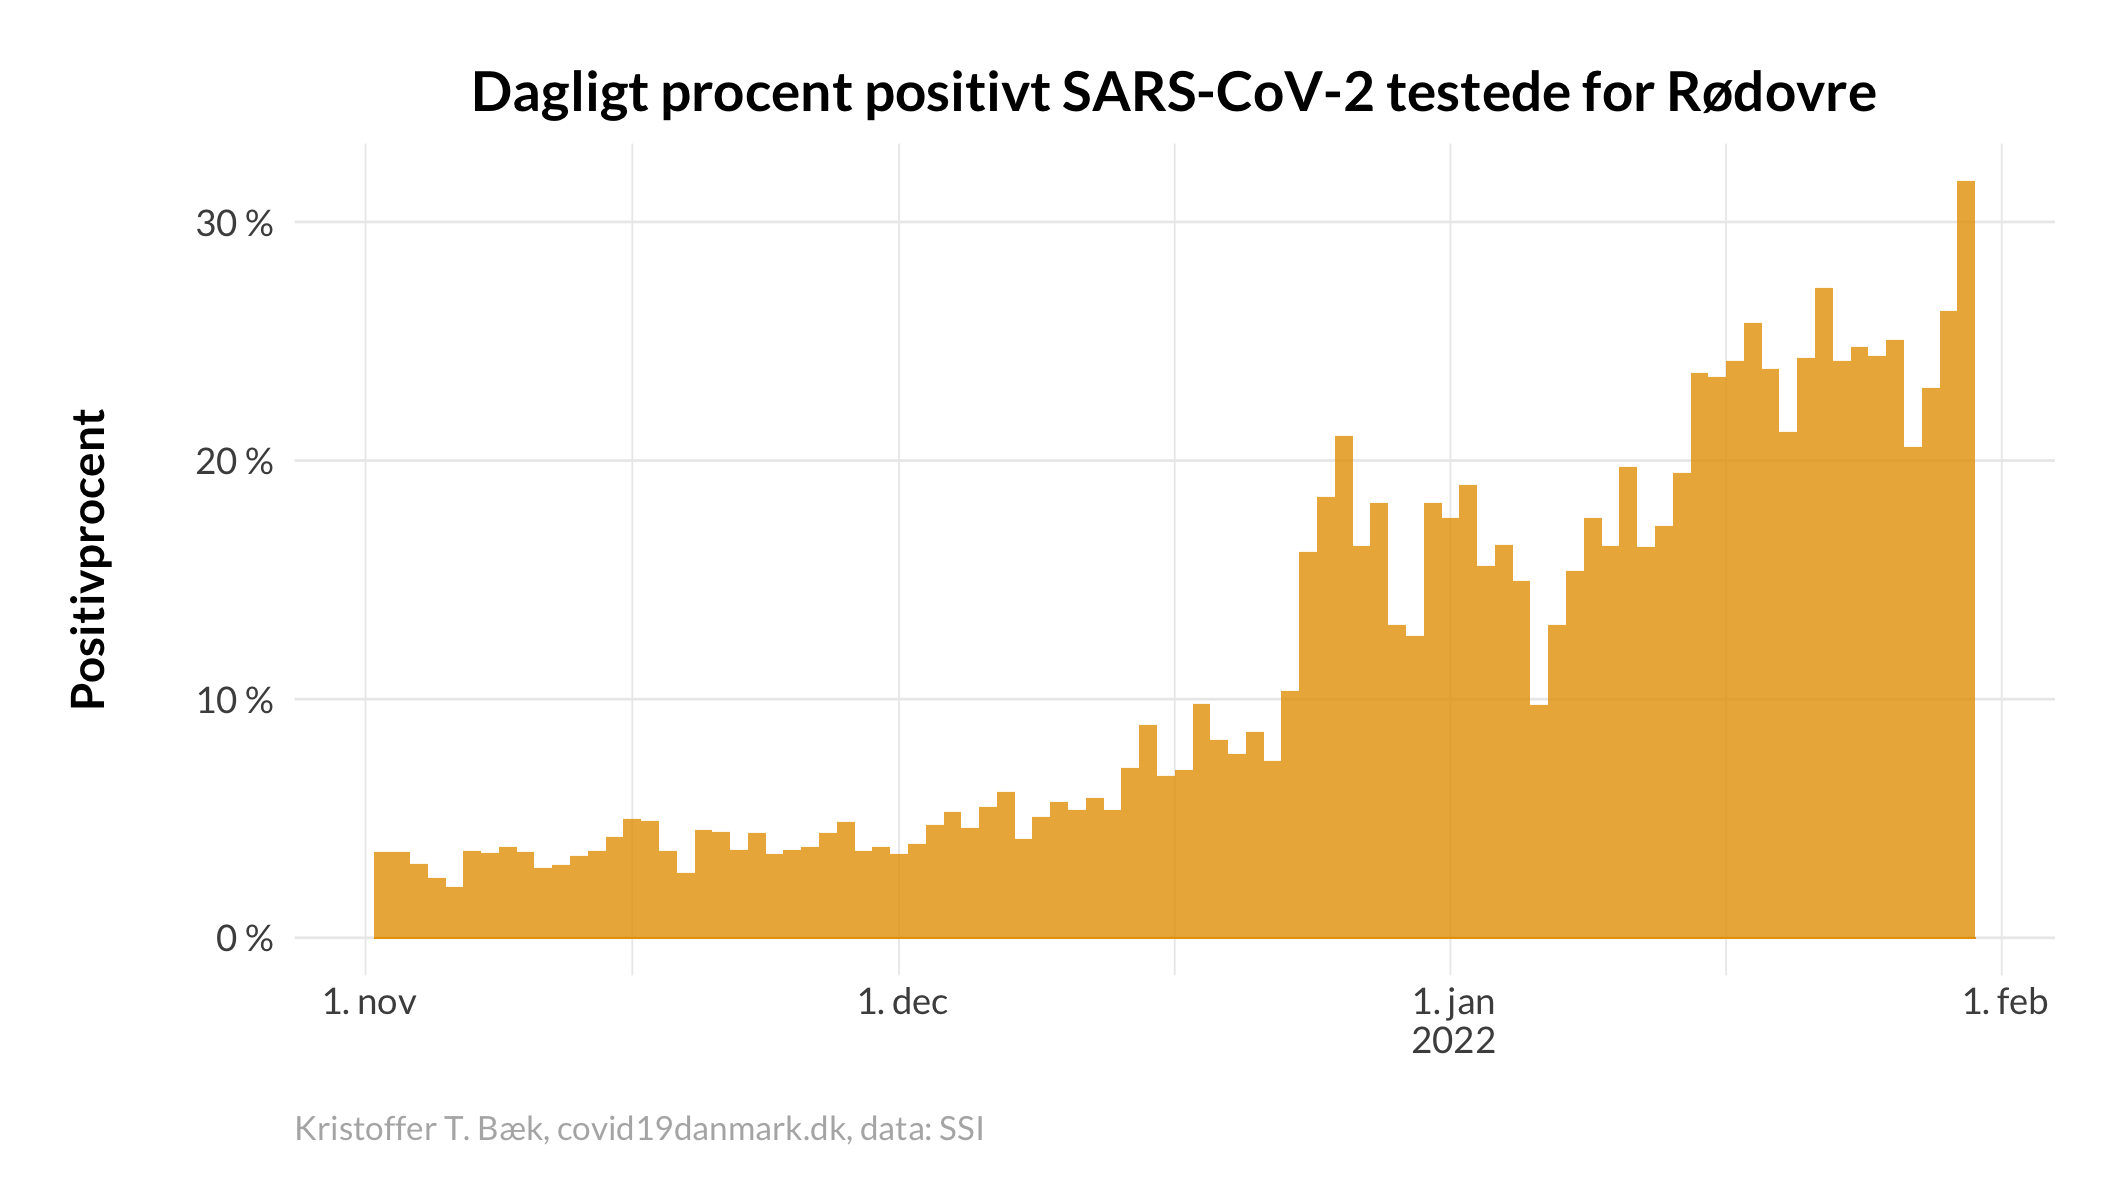 Dagligt procent positivt SARS-CoV-2 testede for Rødovre
Positivprocent
30 %
20 %
10 %
0 %
1. nov
1. dec
1. jan
2022
1. feb
Kristoffer T. Bæk, covid19danmark.dk, data: SSI